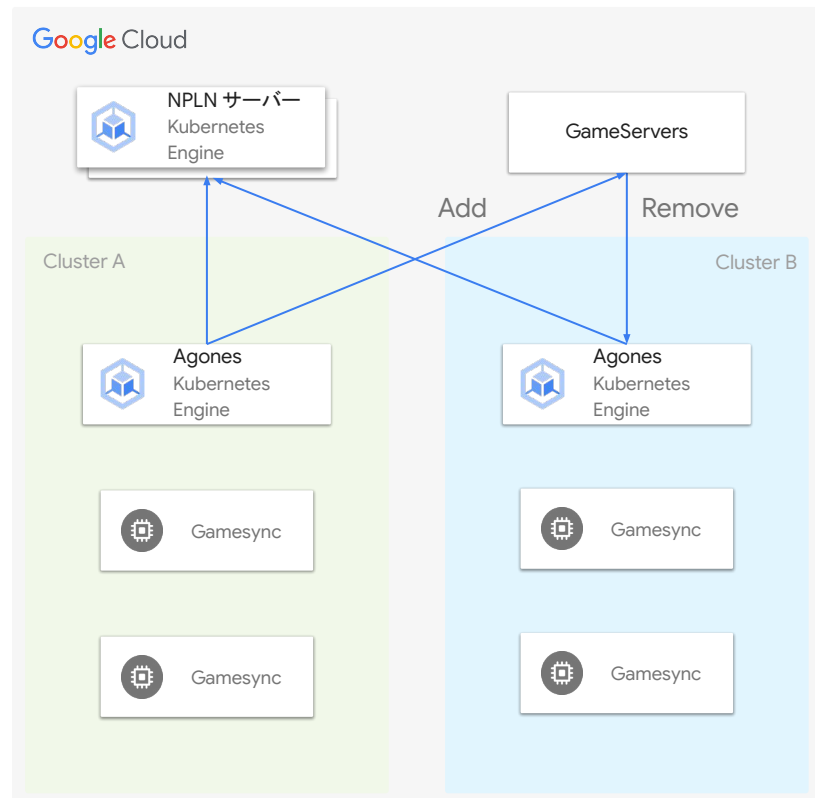 Google Cloud
NPLN サーバー
Kubernetes
Engine
GameServers
Add
Remove
Cluster A
Cluster B
Agones
Kubernetes
Engine
Agones
Kubernetes
Engine
Gamesync
Gamesync
Gamesync
Gamesync